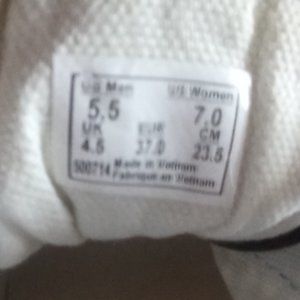 US Men US Women
5.5 7.0
UK EUR CM
4.5 37.0 23.5
500714 Made in Vietnam
Fabriqué en Vietnam